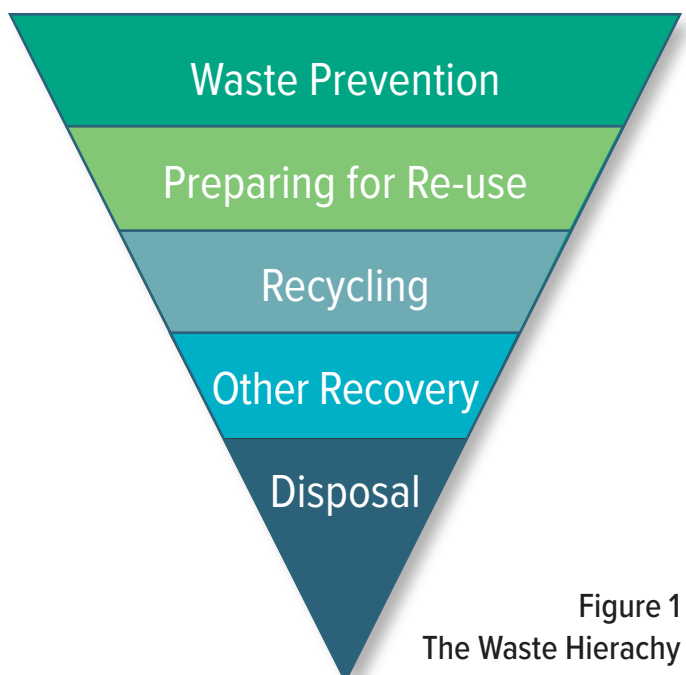 Waste Prevention
Preparing for Re-use
Recycling
Other Recovery
Disposal
Figure 1
The Waste Hierachy